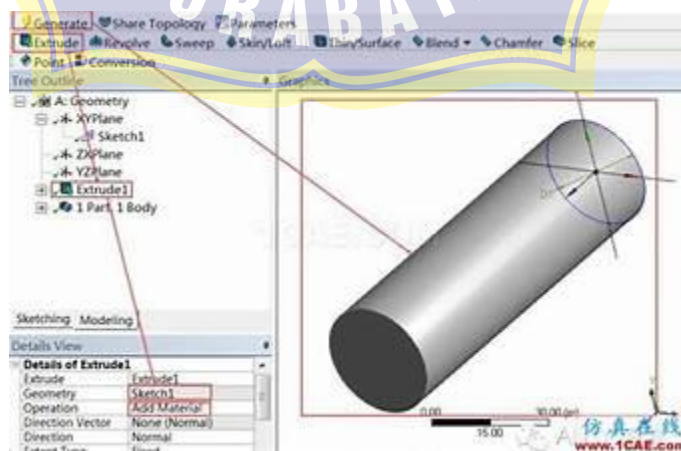 Generate Share Topology Parameters
Extrude Revolve Sweep Skin/Loft Thin/Surface Blend Chamfer Slice
Point Conversion
Tree Outline
Graphics
A: Geometry
XYPlane
Sketch1
ZXPlane
YZPlane
Extrude1
1 Part, 1 Body
Sketching Modeling
Details View
Details of Extrude1
Extrude Extrude1
Geometry Sketch1
Operation Add Material
Direction Vector None (Normal)
Direction Normal
Extent Type Fixed
0.00
15.00
仿真在线
www.1CAE.com